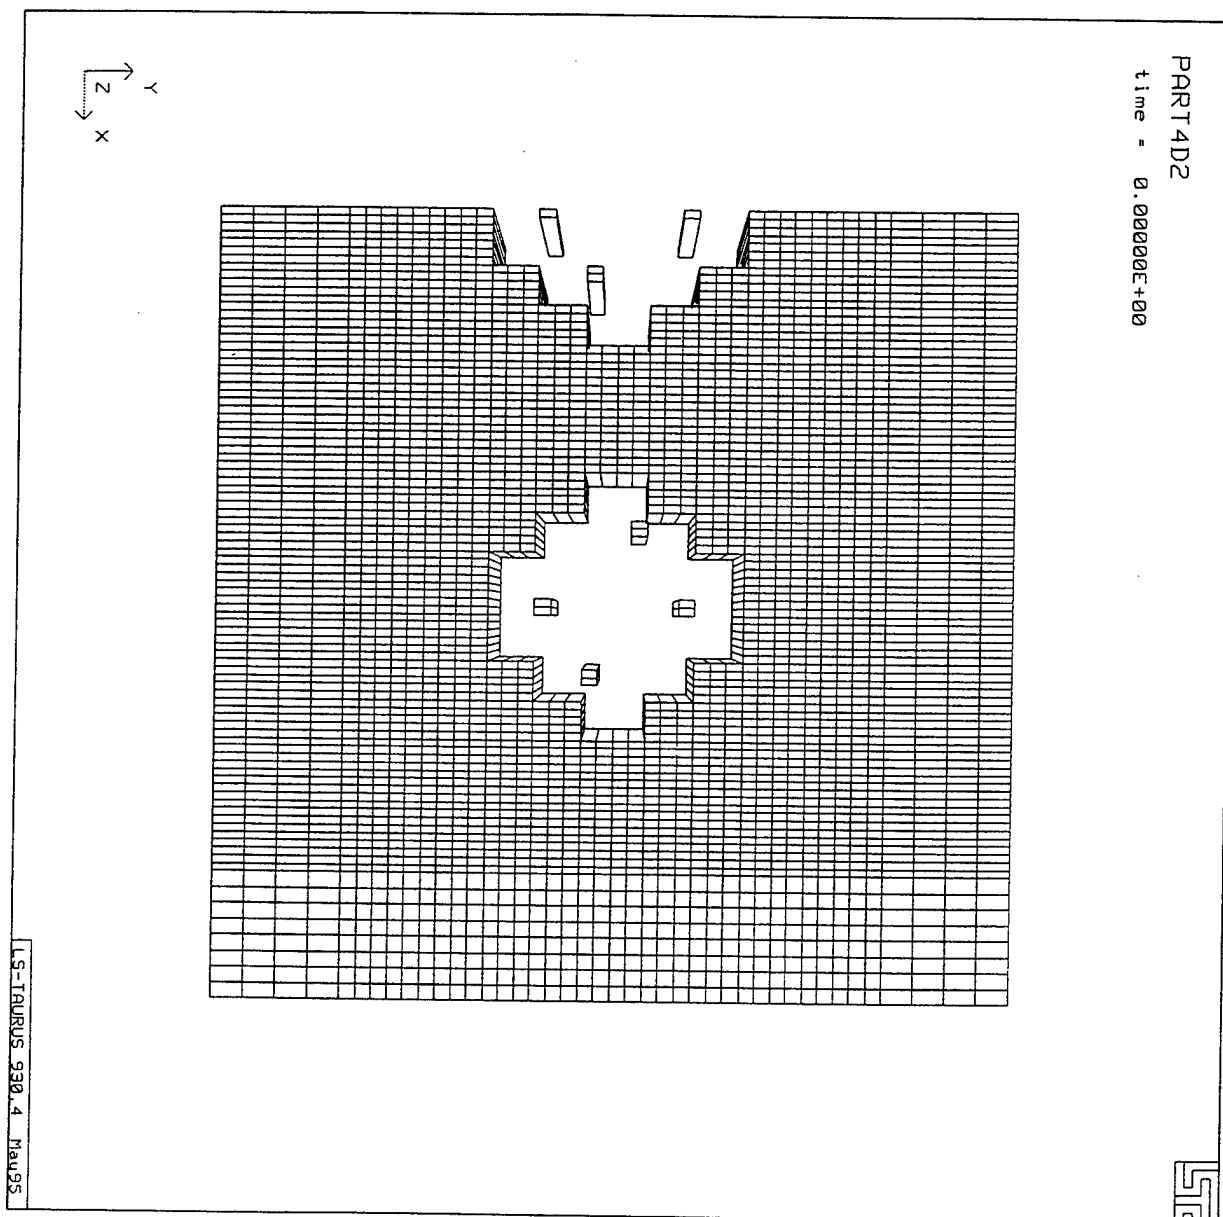 PART4D2
time = 0.00000E+00
Y
Z
X
LS-TAURUS 930.4 May95